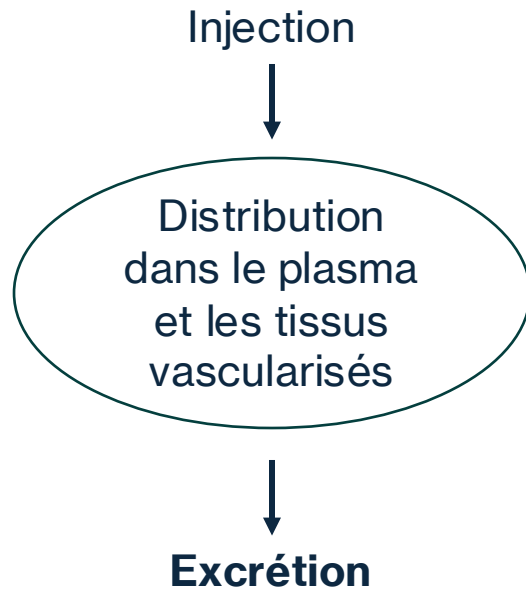 Injection
Distribution
dans le plasma
et les tissus
vascularisés
Excrétion